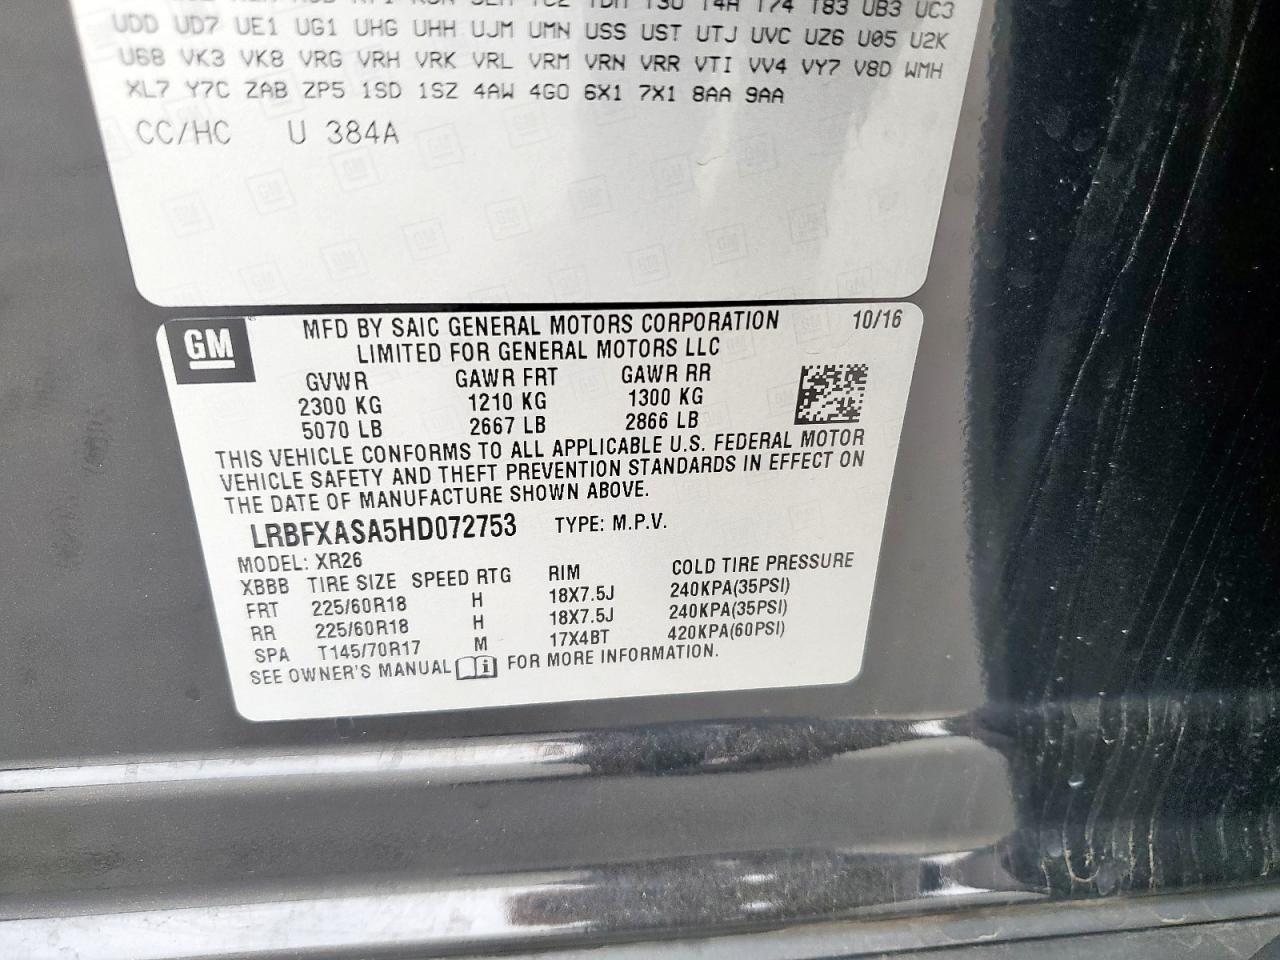 T83 UB3 UC3
UDD UD7 UE1 UG1 UHG UHH UJM UMN USS UST UTJ UVC UZ6 U05 U2K
U68 VK3 VK8 VRG VRH VRK VRL VRM VRN VRR VTI VV4 VY7 V8D WMH
XL7 Y7C ZAB ZP5 1SD 1SZ 4AW 4GO 6X1 7X1 8AA 9AA
CC/HC U 384A
GM
MFD BY SAIC GENERAL MOTORS CORPORATION 10/16
LIMITED FOR GENERAL MOTORS LLC
GVWR GAWR FRT GAWR RR
2300 KG 1210 KG 1300 KG
5070 LB 2667 LB 2866 LB
THIS VEHICLE CONFORMS TO ALL APPLICABLE U.S. FEDERAL MOTOR
VEHICLE SAFETY AND THEFT PREVENTION STANDARDS IN EFFECT ON
THE DATE OF MANUFACTURE SHOWN ABOVE.
LRBFXASA5HD072753 TYPE: M.P.V.
MODEL: XR26
XBBB TIRE SIZE SPEED RTG RIM COLD TIRE PRESSURE
FRT 225/60R18 H 18X7.5J 240KPA(35PSI)
RR 225/60R18 H 18X7.5J 240KPA(35PSI)
SPA T145/70R17 M 17X4BT 420KPA(60PSI)
SEE OWNER'S MANUAL FOR MORE INFORMATION.